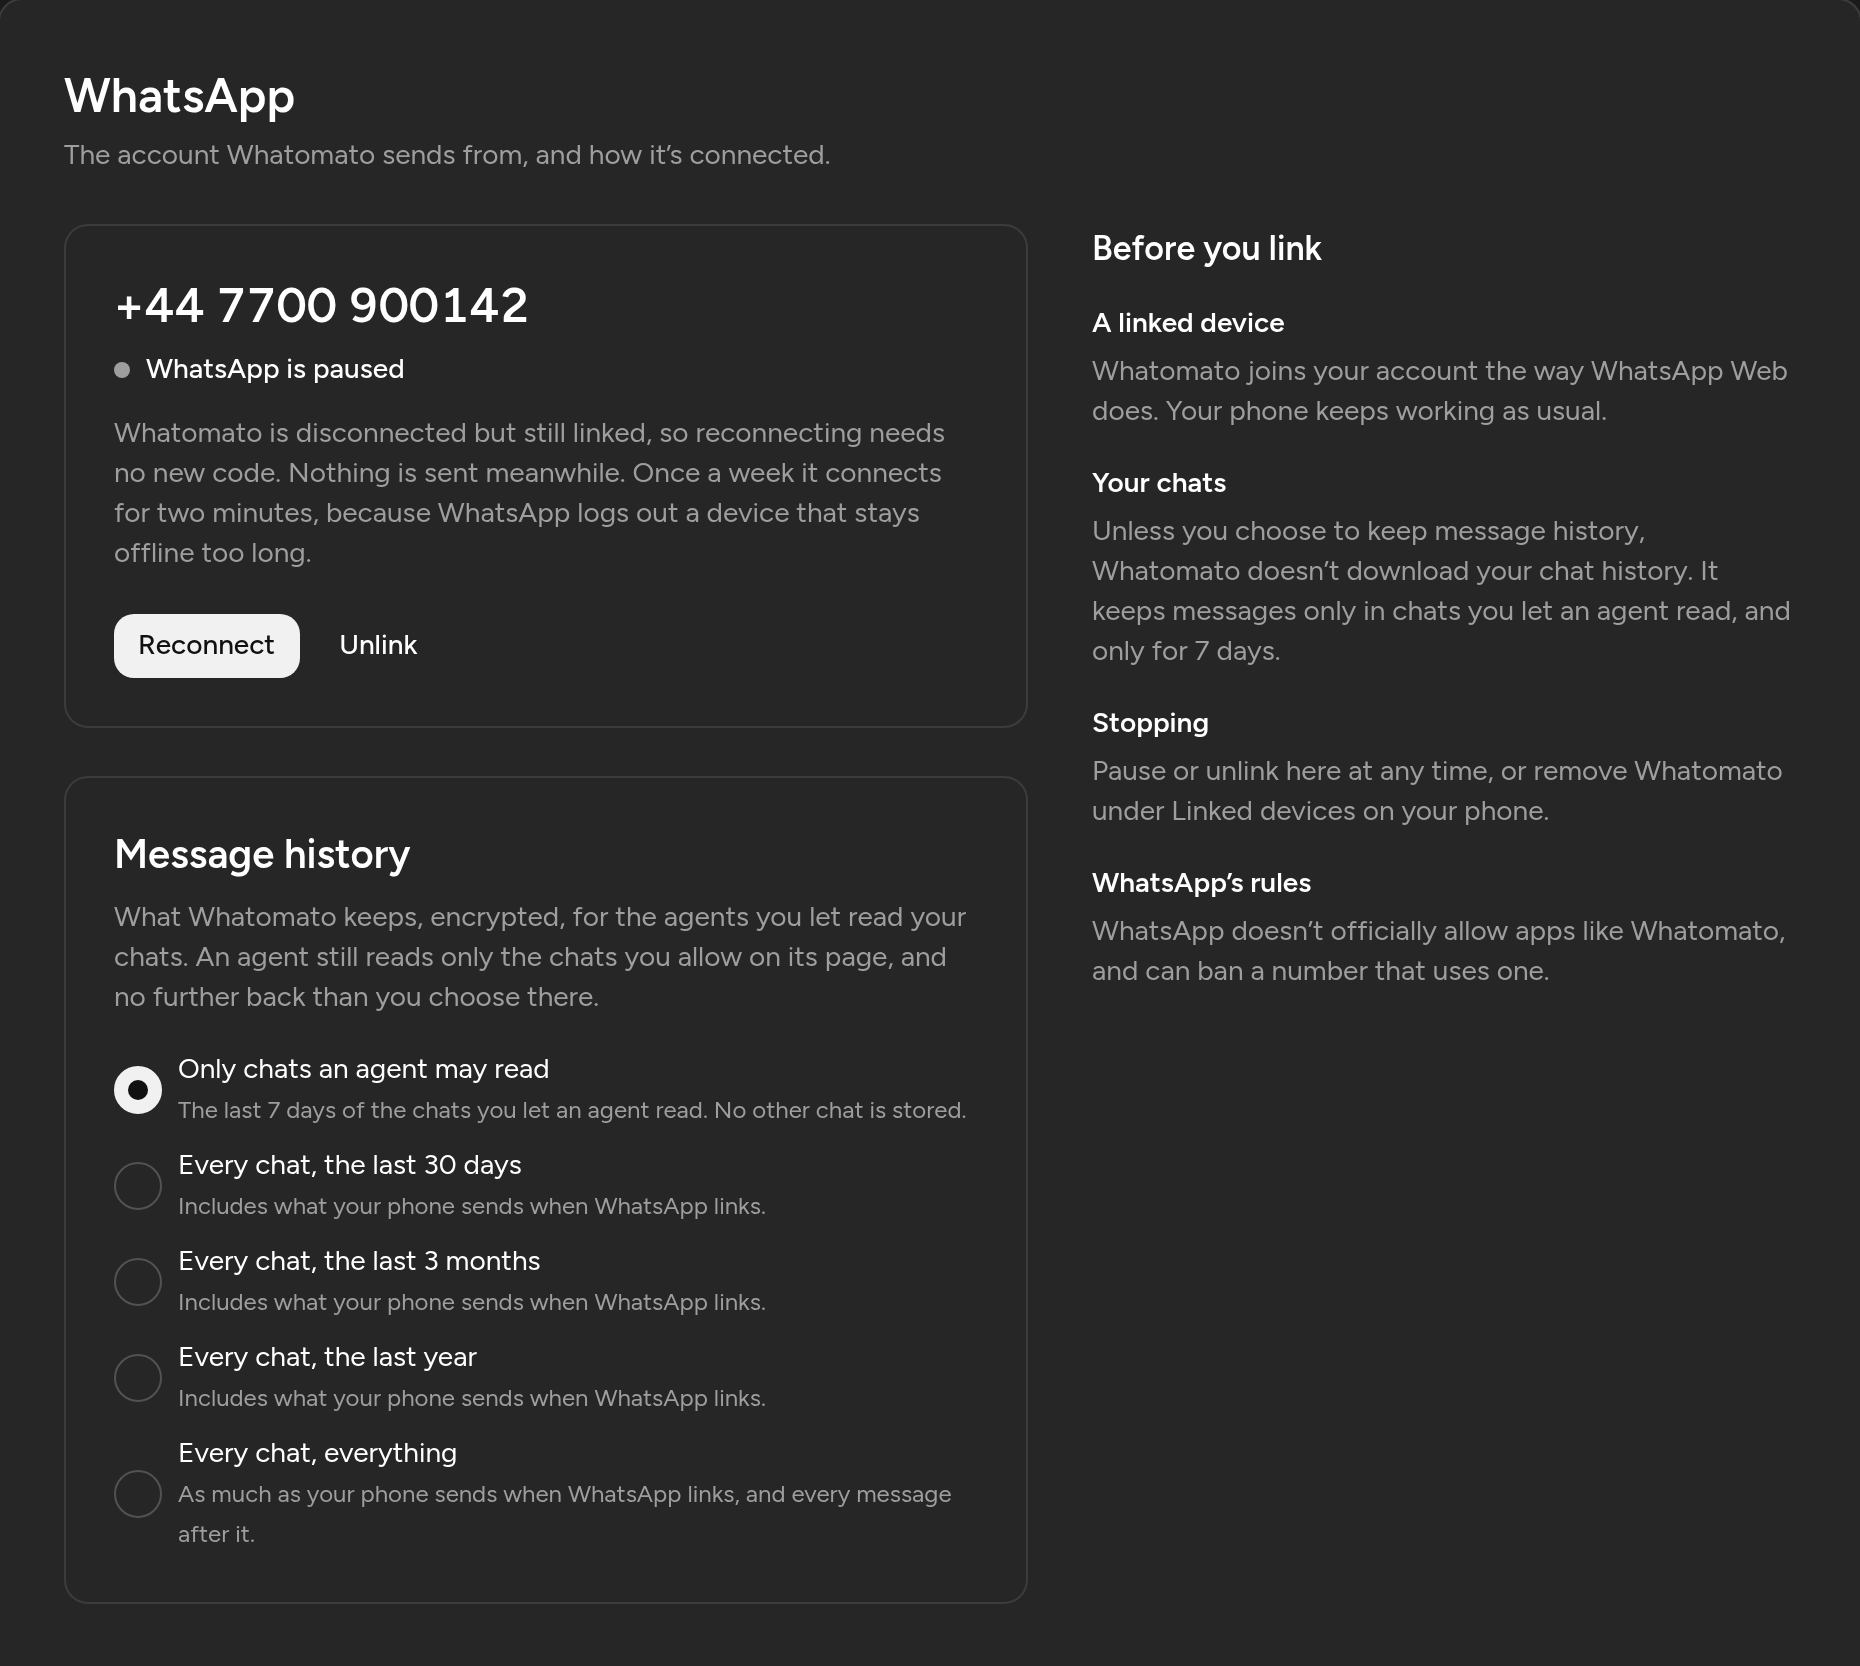 WhatsApp
The account Whatomato sends from, and how it’s connected.
+44 7700 900142
WhatsApp is paused
Whatomato is disconnected but still linked, so reconnecting needs
no new code. Nothing is sent meanwhile. Once a week it connects
for two minutes, because WhatsApp logs out a device that stays
offline too long.
Reconnect
Unlink
Message history
What Whatomato keeps, encrypted, for the agents you let read your
chats. An agent still reads only the chats you allow on its page, and
no further back than you choose there.
Only chats an agent may read
The last 7 days of the chats you let an agent read. No other chat is stored.
Every chat, the last 30 days
Includes what your phone sends when WhatsApp links.
Every chat, the last 3 months
Includes what your phone sends when WhatsApp links.
Every chat, the last year
Includes what your phone sends when WhatsApp links.
Every chat, everything
As much as your phone sends when WhatsApp links, and every message
after it.
Before you link
A linked device
Whatomato joins your account the way WhatsApp Web
does. Your phone keeps working as usual.
Your chats
Unless you choose to keep message history,
Whatomato doesn’t download your chat history. It
keeps messages only in chats you let an agent read, and
only for 7 days.
Stopping
Pause or unlink here at any time, or remove Whatomato
under Linked devices on your phone.
WhatsApp’s rules
WhatsApp doesn’t officially allow apps like Whatomato,
and can ban a number that uses one.